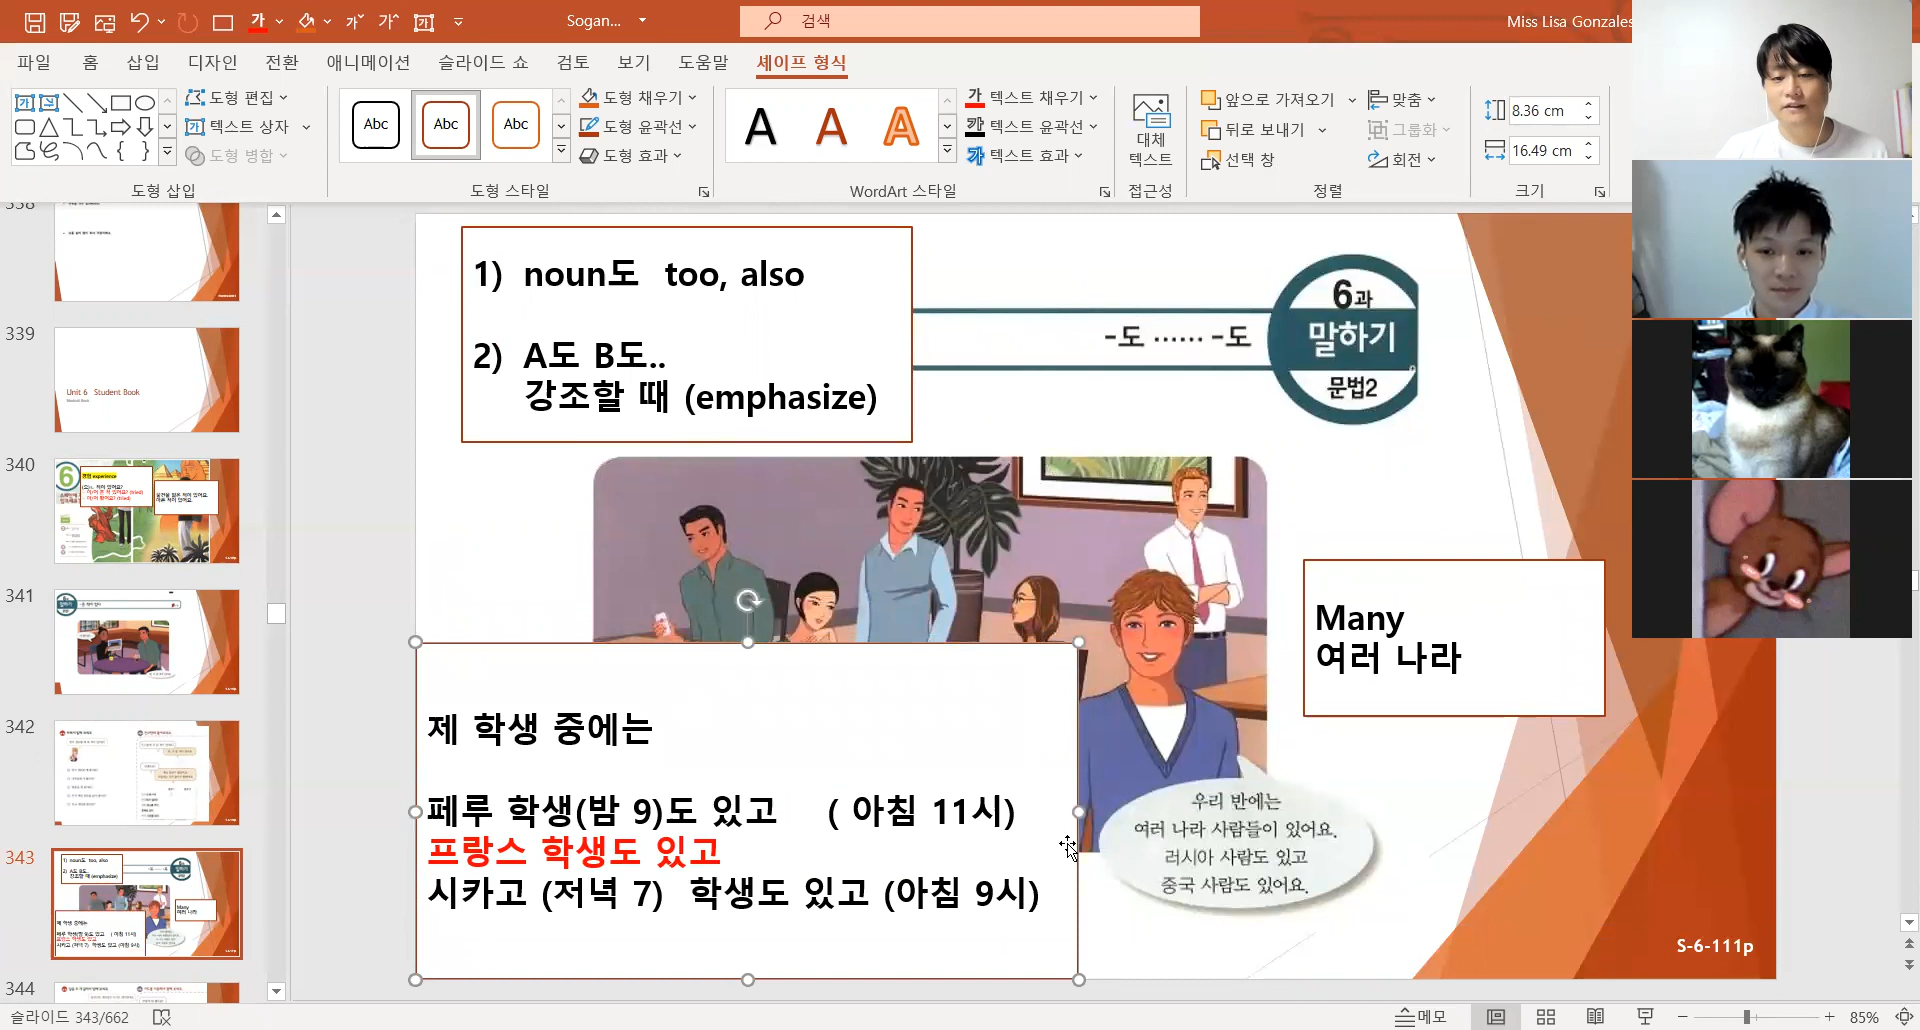 Sogan...
검색
Miss Lisa Gonzales
파일 홈 삽입 디자인 전환 애니메이션 슬라이드 쇼 검토 보기 도움말 셰이프 형식
도형 편집
텍스트 상자
도형 병합
도형 삽입
Abc Abc Abc
도형 채우기
도형 윤곽선
도형 효과
도형 스타일
A A A
텍스트 채우기
텍스트 윤곽선
텍스트 효과
WordArt 스타일
대체
텍스트
접근성
앞으로 가져오기
뒤로 보내기
선택 창
맞춤
그룹화
회전
정렬
8.36 cm
16.49 cm
크기
338
339
Unit 6 Student Book
340
341
342
343
344
1) noun도 too, also
2) A도 B도..
강조할 때 (emphasize)
-도 ······ -도
6과
말하기
문법2
Many
여러 나라
제 학생 중에는
페루 학생(밤 9)도 있고 ( 아침 11시)
프랑스 학생도 있고
시카고 (저녁 7) 학생도 있고 (아침 9시)
우리 반에는
여러 나라 사람들이 있어요.
러시아 사람도 있고
중국 사람도 있어요.
S-6-111p
슬라이드 343/662
메모
85%